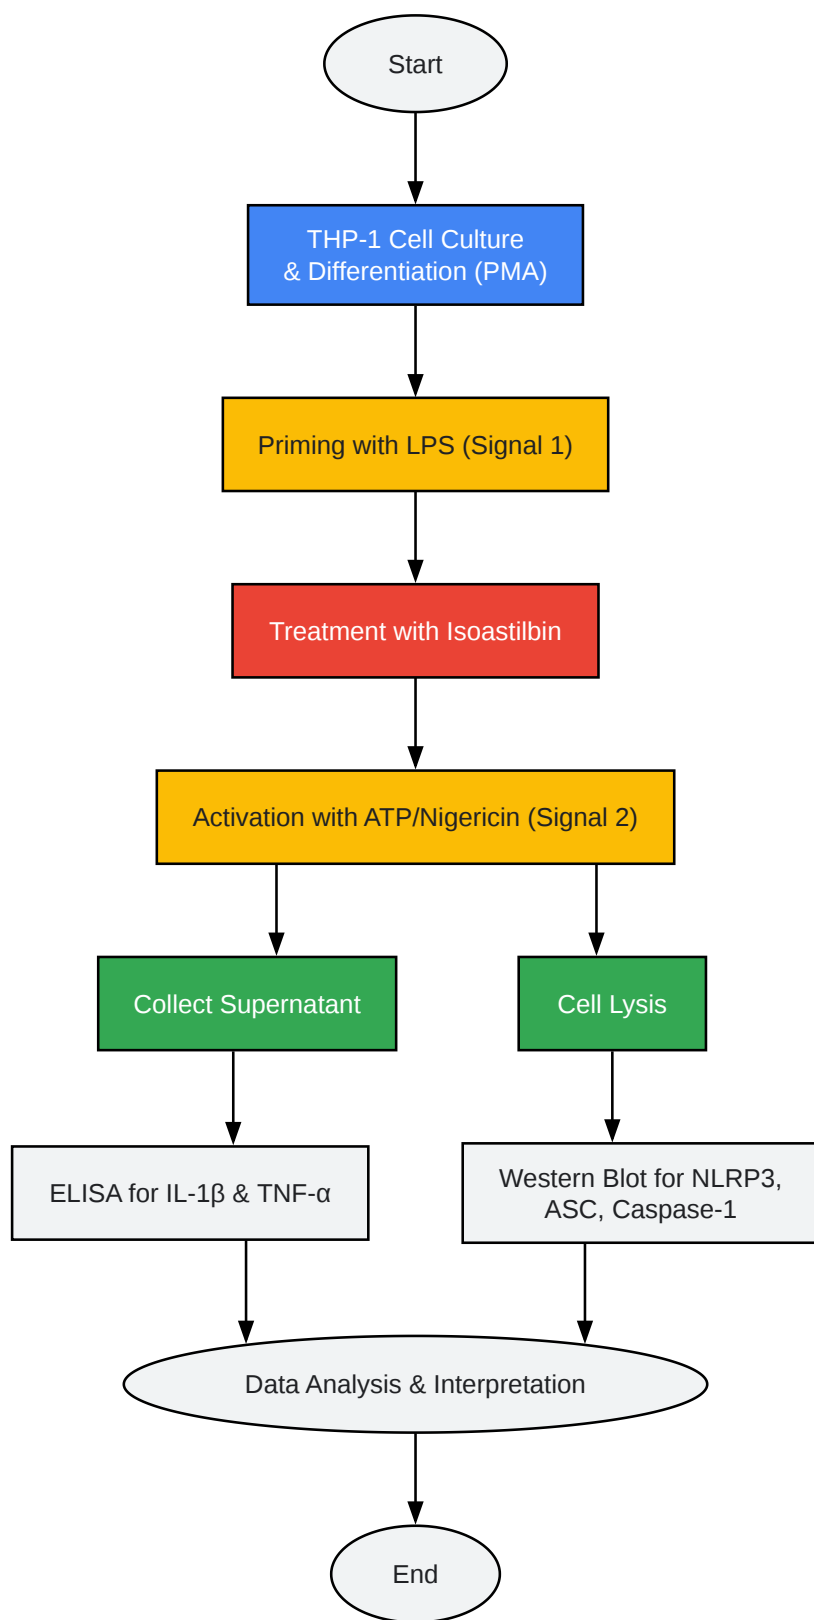 Start
THP-1 Cell Culture
& Differentiation (PMA)
Priming with LPS (Signal 1)
Treatment with Isoastilbin
Activation with ATP/Nigericin (Signal 2)
Collect Supernatant
Cell Lysis
ELISA for IL-1β & TNF-α
Western Blot for NLRP3,
ASC, Caspase-1
Data Analysis & Interpretation
End